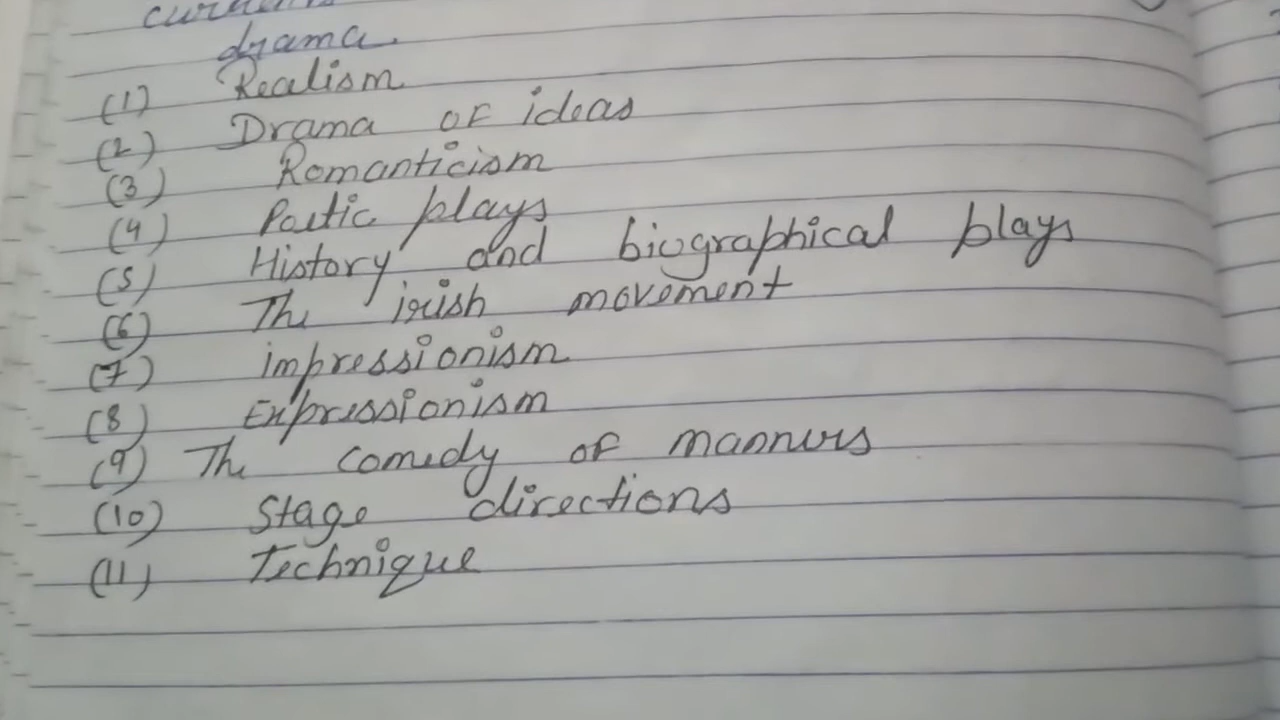 drama.
(1) Realism
(2) Drama of ideas
(3) Romanticism
(4) Poetic plays
(5) History and biographical plays
(6) The irish movement
(7) impressionism
(8) Expressionism
(9) The comedy of manners
(10) Stage directions
(11) Technique